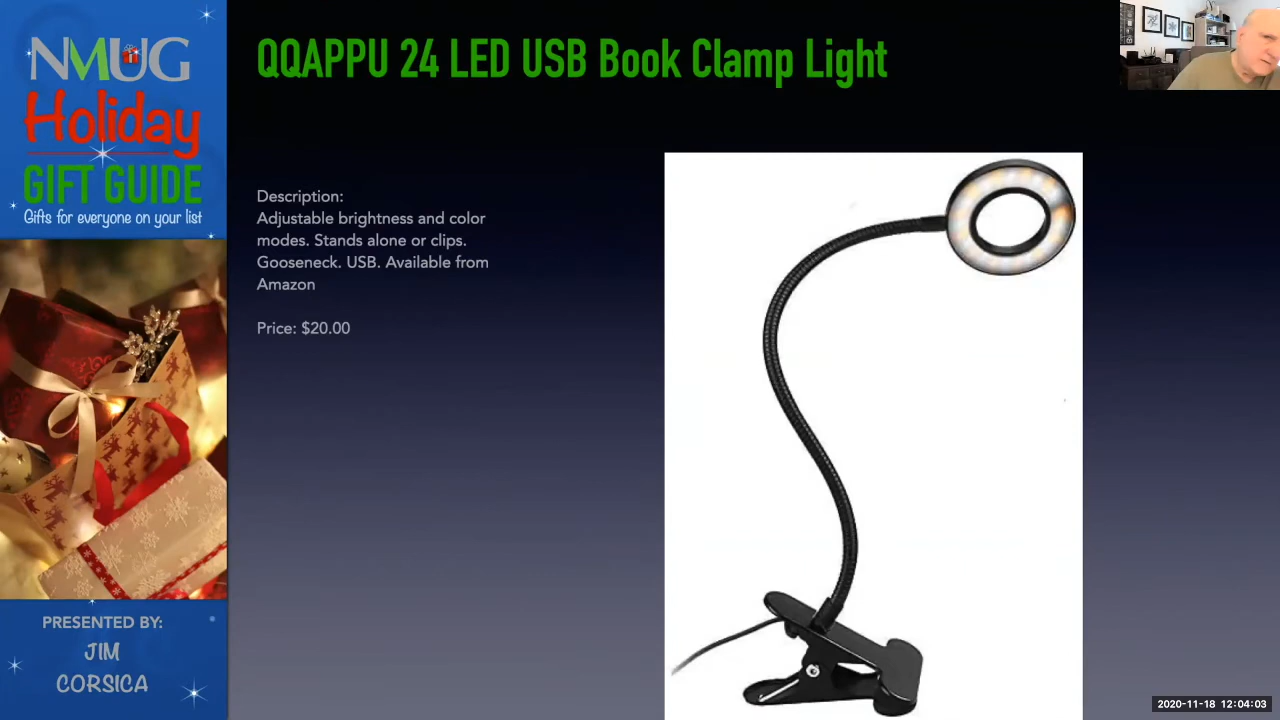 NMUG
Holiday
GIFT GUIDE
Gifts for everyone on your list
PRESENTED BY:
JIM
CORSICA
QQAPPU 24 LED USB Book Clamp Light
Description:
Adjustable brightness and color
modes. Stands alone or clips.
Gooseneck. USB. Available from
Amazon
Price: $20.00
2020-11-18 12:04:03